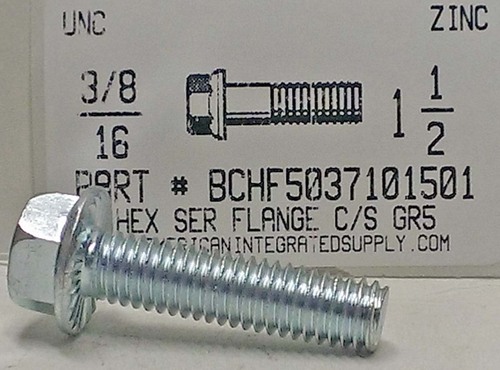 UNC ZINC
3/8
16
1 1/2
PART # BCHF5037101501
HEX SER FLANGE C/S GR5
AMERICANINTEGRATEDSUPPLY.COM